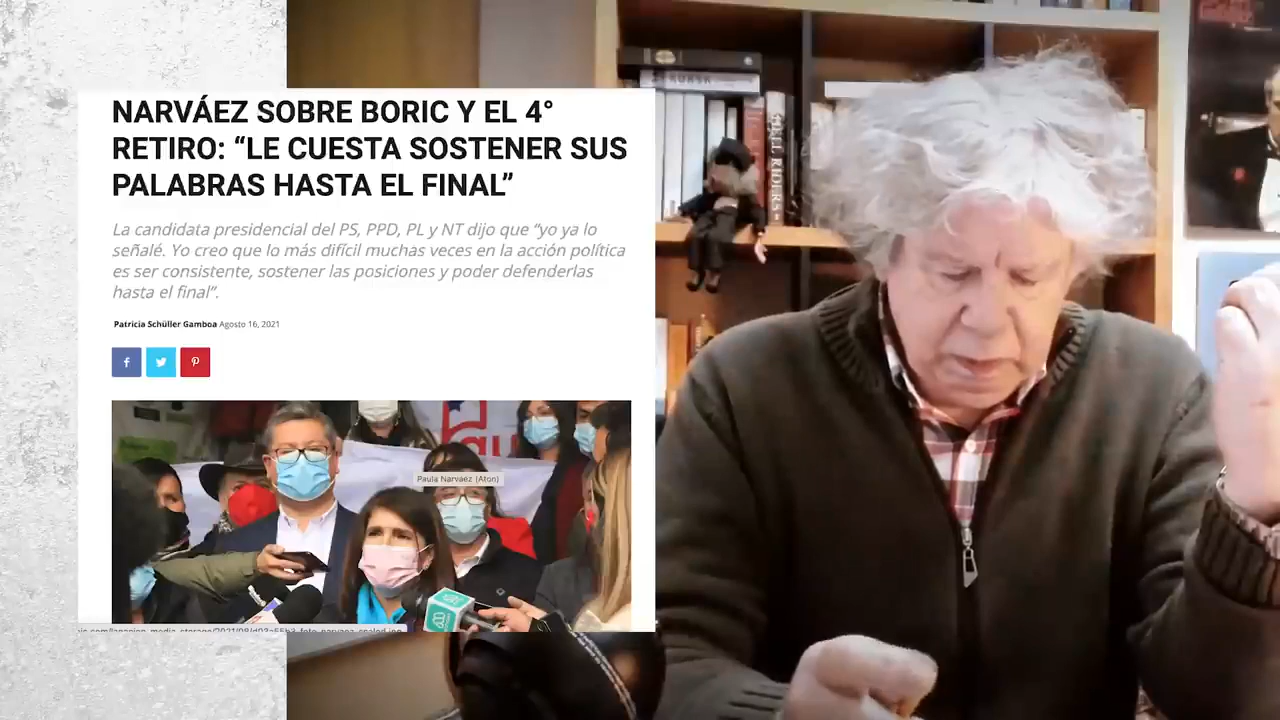 NARVÁEZ SOBRE BORIC Y EL 4°
RETIRO: “LE CUESTA SOSTENER SUS
PALABRAS HASTA EL FINAL”
La candidata presidencial del PS, PPD, PL y NT dijo que “yo ya lo
señalé. Yo creo que lo más difícil muchas veces en la acción política
es ser consistente, sostener las posiciones y poder defenderlas
hasta el final”.
Patricia Schüller Gamboa Agosto 16, 2021
Paula Narvaez (Aton)
HELL RIDERS